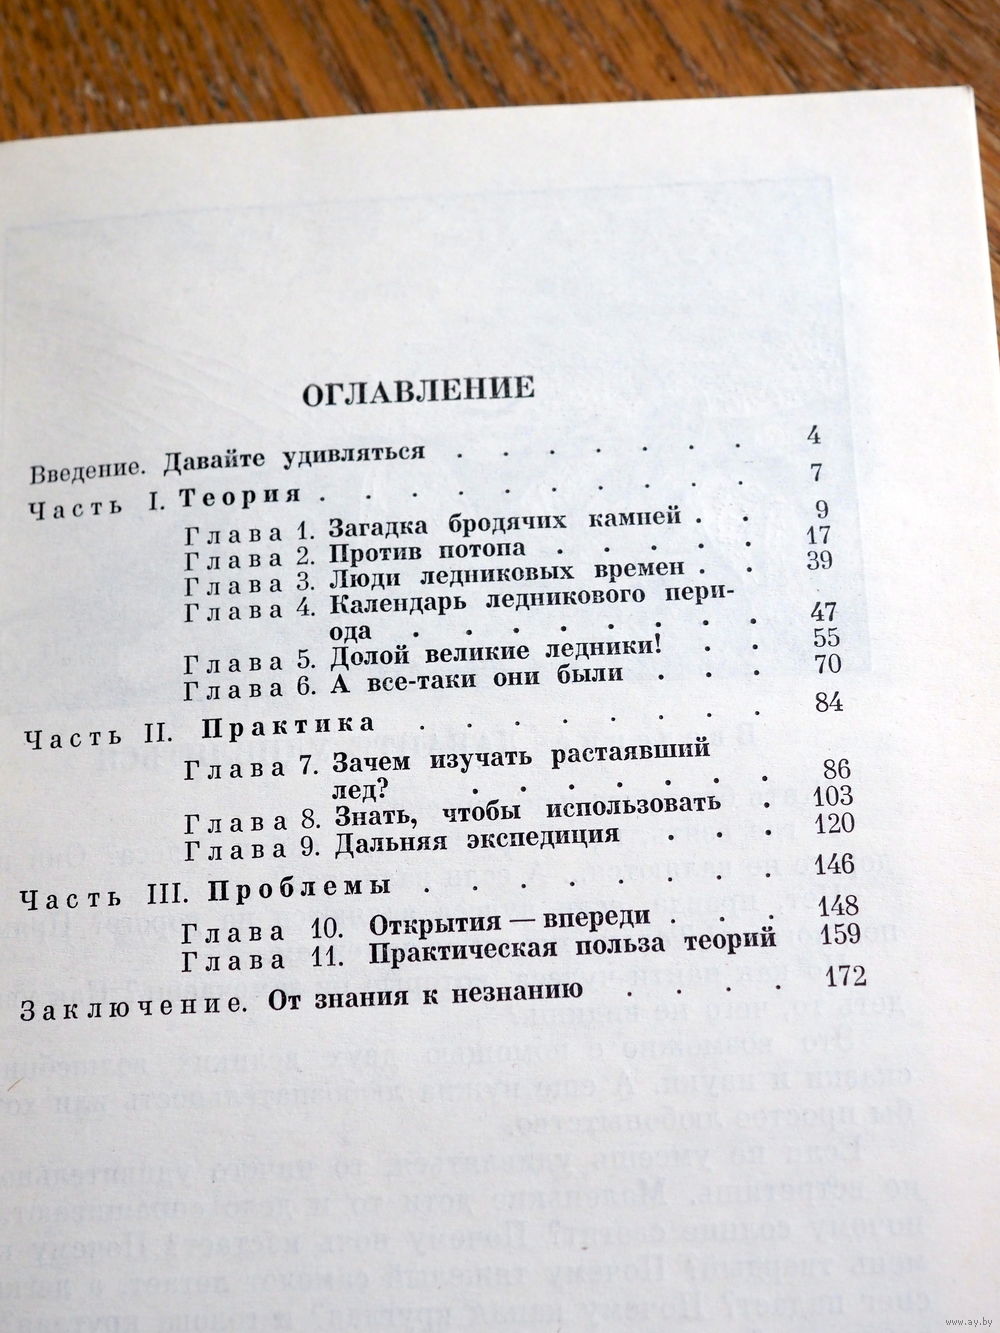 ОГЛАВЛЕНИЕ
Введение. Давайте удивляться . . . . . . 4
Часть I. Теория . . . . . . . . 7
Глава 1. Загадка бродячих камней . . 9
Глава 2. Против потопа . . . . . 17
Глава 3. Люди ледниковых времен . . 39
Глава 4. Календарь ледникового пери-
ода . . . . . . . . 47
Глава 5. Долой великие ледники! . . 55
Глава 6. А все-таки они были . . . 70
Часть II. Практика . . . . . . . . 84
Глава 7. Зачем изучать растаявший
лед? . . . . . . . 86
Глава 8. Знать, чтобы использовать . 103
Глава 9. Дальняя экспедиция . . . 120
Часть III. Проблемы . . . . . . . 146
Глава 10. Открытия — впереди . . . 148
Глава 11. Практическая польза теорий 159
Заключение. От знания к незнанию . . . . 172
www.ay.by